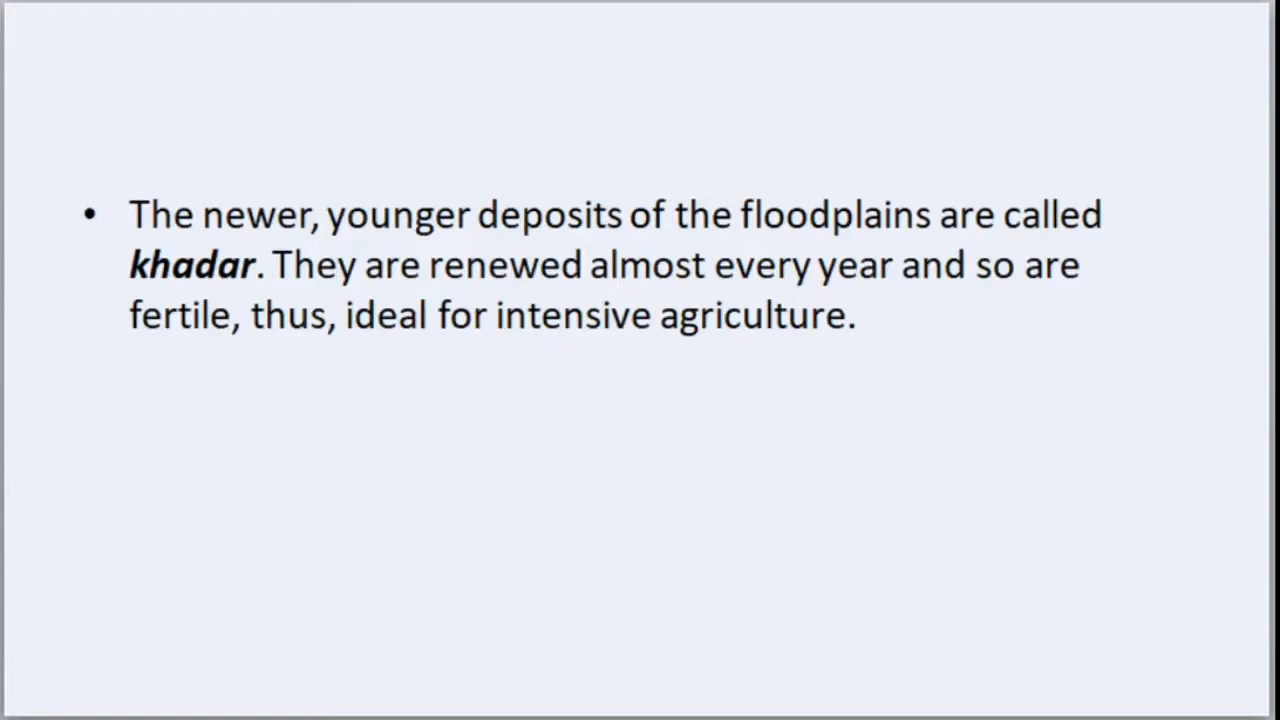 • The newer, younger deposits of the floodplains are called
khadar. They are renewed almost every year and so are
fertile, thus, ideal for intensive agriculture.